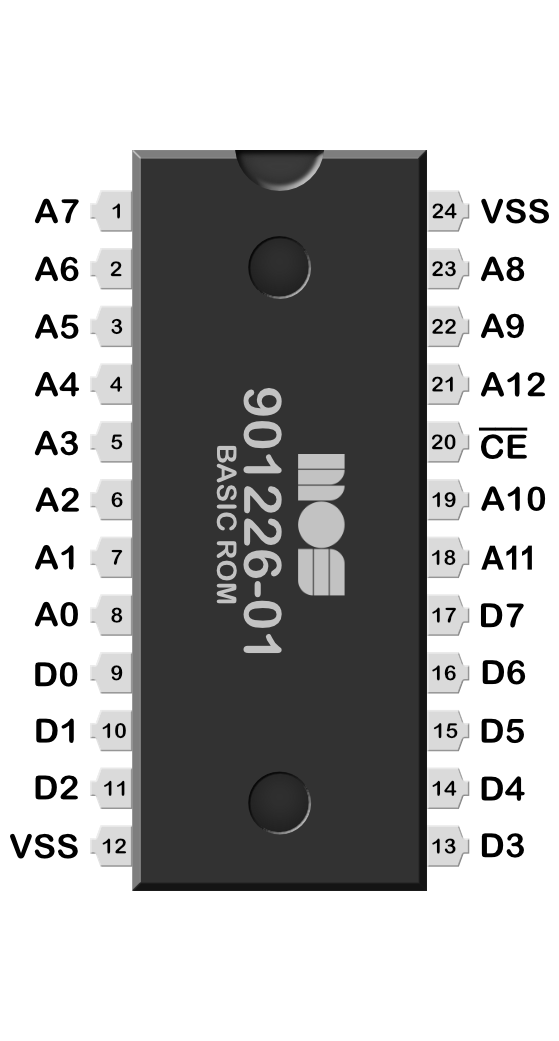 A7 1 24 VSS
A6 2 23 A8
A5 3 22 A9
A4 4 21 A12
A3 5 20 C̅E̅
A2 6 19 A10
A1 7 18 A11
A0 8 17 D7
D0 9 16 D6
D1 10 15 D5
D2 11 14 D4
VSS 12 13 D3
mos
901226-01
BASIC ROM